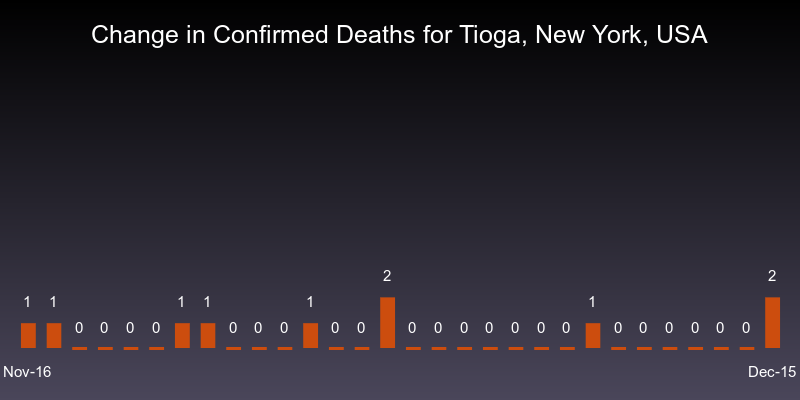 Change in Confirmed Deaths for Tioga, New York, USA
2 2
1 1 1 1 1 1
0 0 0 0 0 0 0 0 0 0 0 0 0 0 0 0 0 0 0 0 0 0
Nov-16 Dec-15